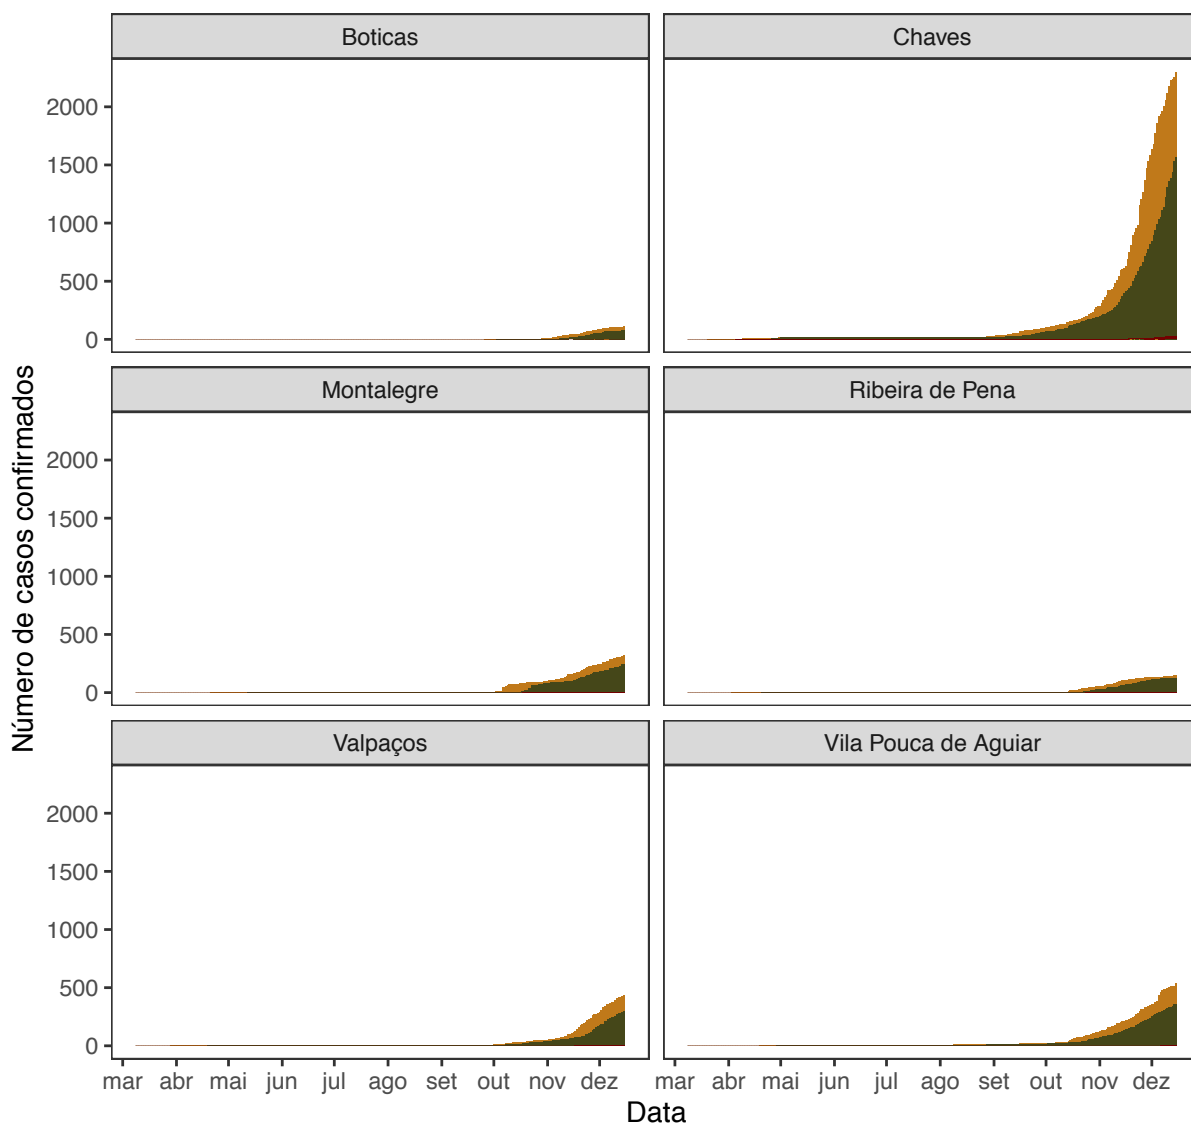 Boticas
Chaves
2000
1500
1000
500
0
Montalegre
Ribeira de Pena
2000
1500
1000
500
0
Valpaços
Vila Pouca de Aguiar
2000
1500
1000
500
0
mar abr mai jun jul ago set out nov dez
mar abr mai jun jul ago set out nov dez
Data
Número de casos confirmados